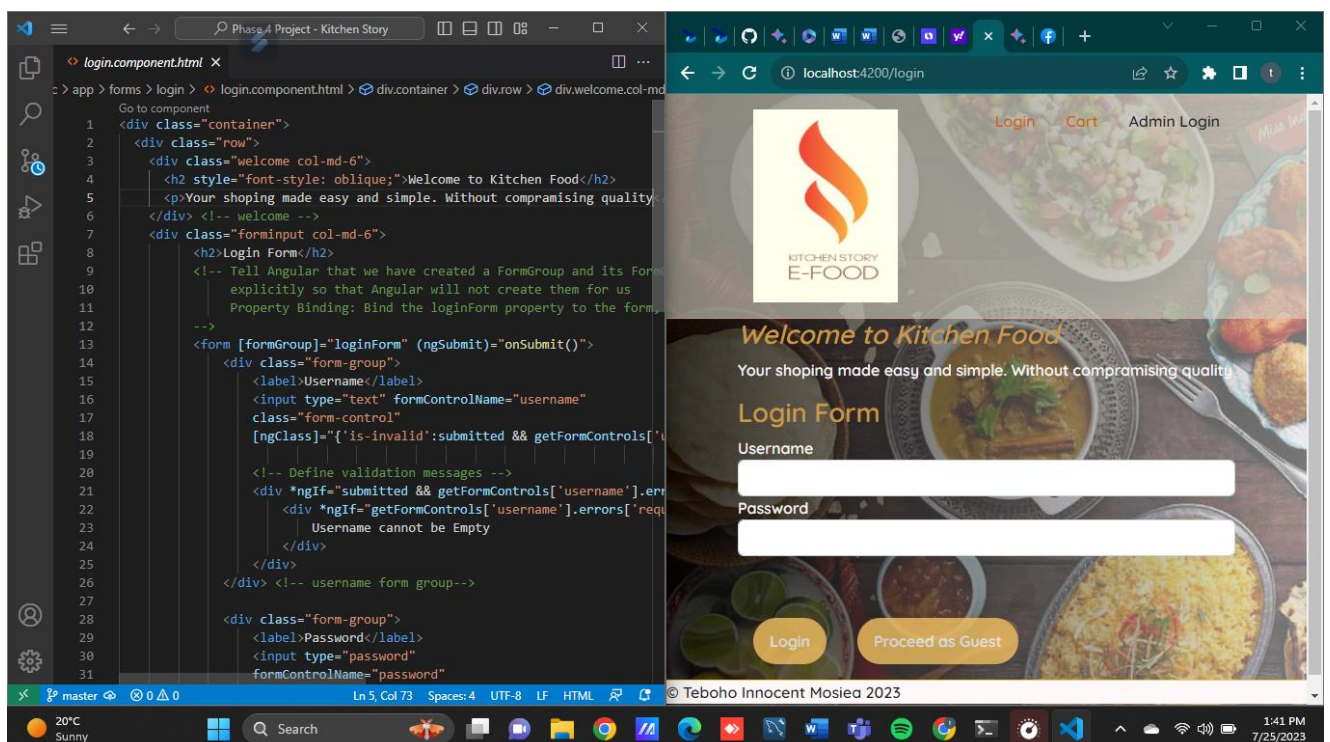 Phase 4 Project - Kitchen Story
login.component.html
> app > forms > login > login.component.html > div.container > div.row > div.welcome.col-md
Go to component
1 <div class="container">
2 <div class="row">
3 <div class="welcome col-md-6">
4 <h2 style="font-style: oblique;">Welcome to Kitchen Food</h2>
5 <p>Your shoping made easy and simple. Without compramising quality<
6 </div> <!-- welcome -->
7 <div class="forminput col-md-6">
8 <h2>Login Form</h2>
9 <!-- Tell Angular that we have created a FormGroup and its Form
10 explicitly so that Angular will not create them for us
11 Property Binding: Bind the loginForm property to the form,
12 -->
13 <form [formGroup]="loginForm" (ngSubmit)="onSubmit()">
14 <div class="form-group">
15 <label>Username</label>
16 <input type="text" formControlName="username"
17 class="form-control"
18 [ngClass]="{'is-invalid':submitted && getFormControls['u
19
20 <!-- Define validation messages -->
21 <div *ngIf="submitted && getFormControls['username'].err
22 <div *ngIf="getFormControls['username'].errors['requ
23 Username cannot be Empty
24 </div>
25 </div>
26 </div> <!-- username form group-->
27
28 <div class="form-group">
29 <label>Password</label>
30 <input type="password"
31 formControlName="password"
master 0 0 Ln 5, Col 73 Spaces: 4 UTF-8 LF HTML
localhost:4200/login
Login Cart Admin Login
KITCHEN STORY
E-FOOD
Welcome to Kitchen Food
Your shoping made easy and simple. Without compramising quality
Login Form
Username
Password
Login Proceed as Guest
© Teboho Innocent Mosiea 2023
20°C
Sunny
Search
1:41 PM
7/25/2023